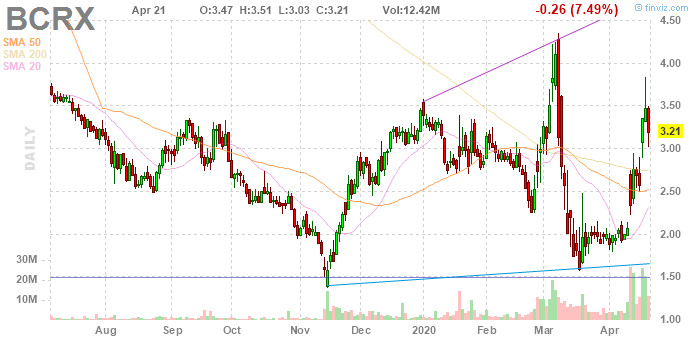 BCRX
Apr 21 O:3.47 H:3.51 L:3.03 C:3.21 Vol:12.42M -0.26 (7.49%)
© finviz.com
SMA 50
SMA 200
SMA 20
DAILY
4.50
4.00
3.50
3.21
3.00
2.50
2.00
1.50
1.00
30M
20M
10M
Aug Sep Oct Nov Dec 2020 Feb Mar Apr